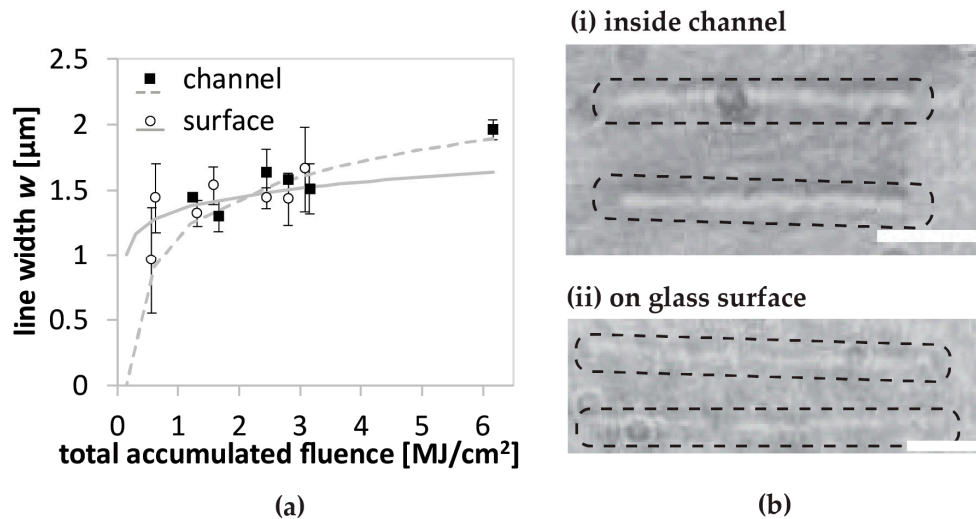 2.5
2
1.5
1
0.5
0
line width w [µm]
channel
surface
0 1 2 3 4 5 6
total accumulated fluence [MJ/cm²]
(a)
(i) inside channel
(ii) on glass surface
(b)